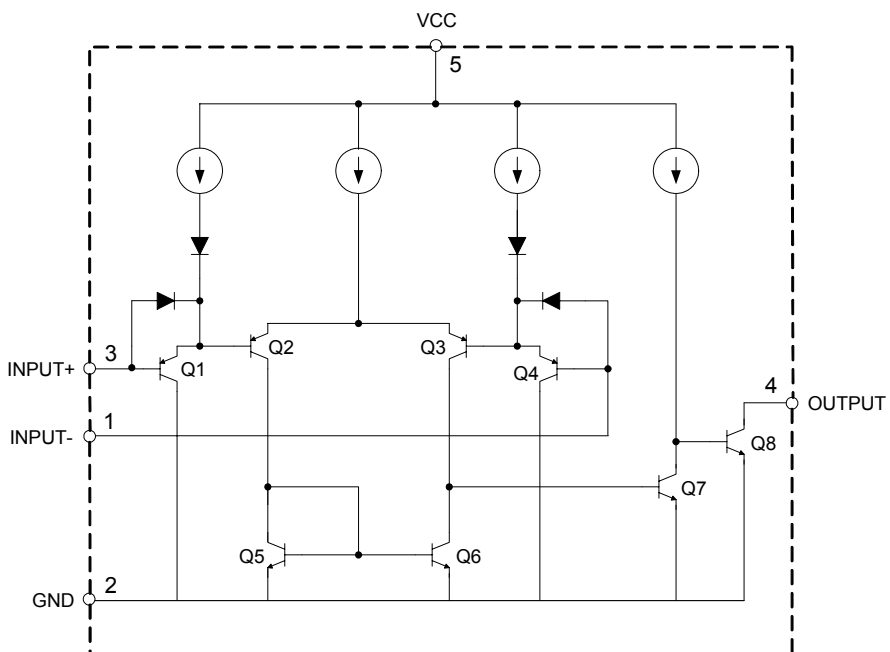 VCC
5
INPUT+
3
Q1
Q2
Q3
Q4
4
OUTPUT
1
INPUT-
Q8
Q7
Q5
Q6
2
GND